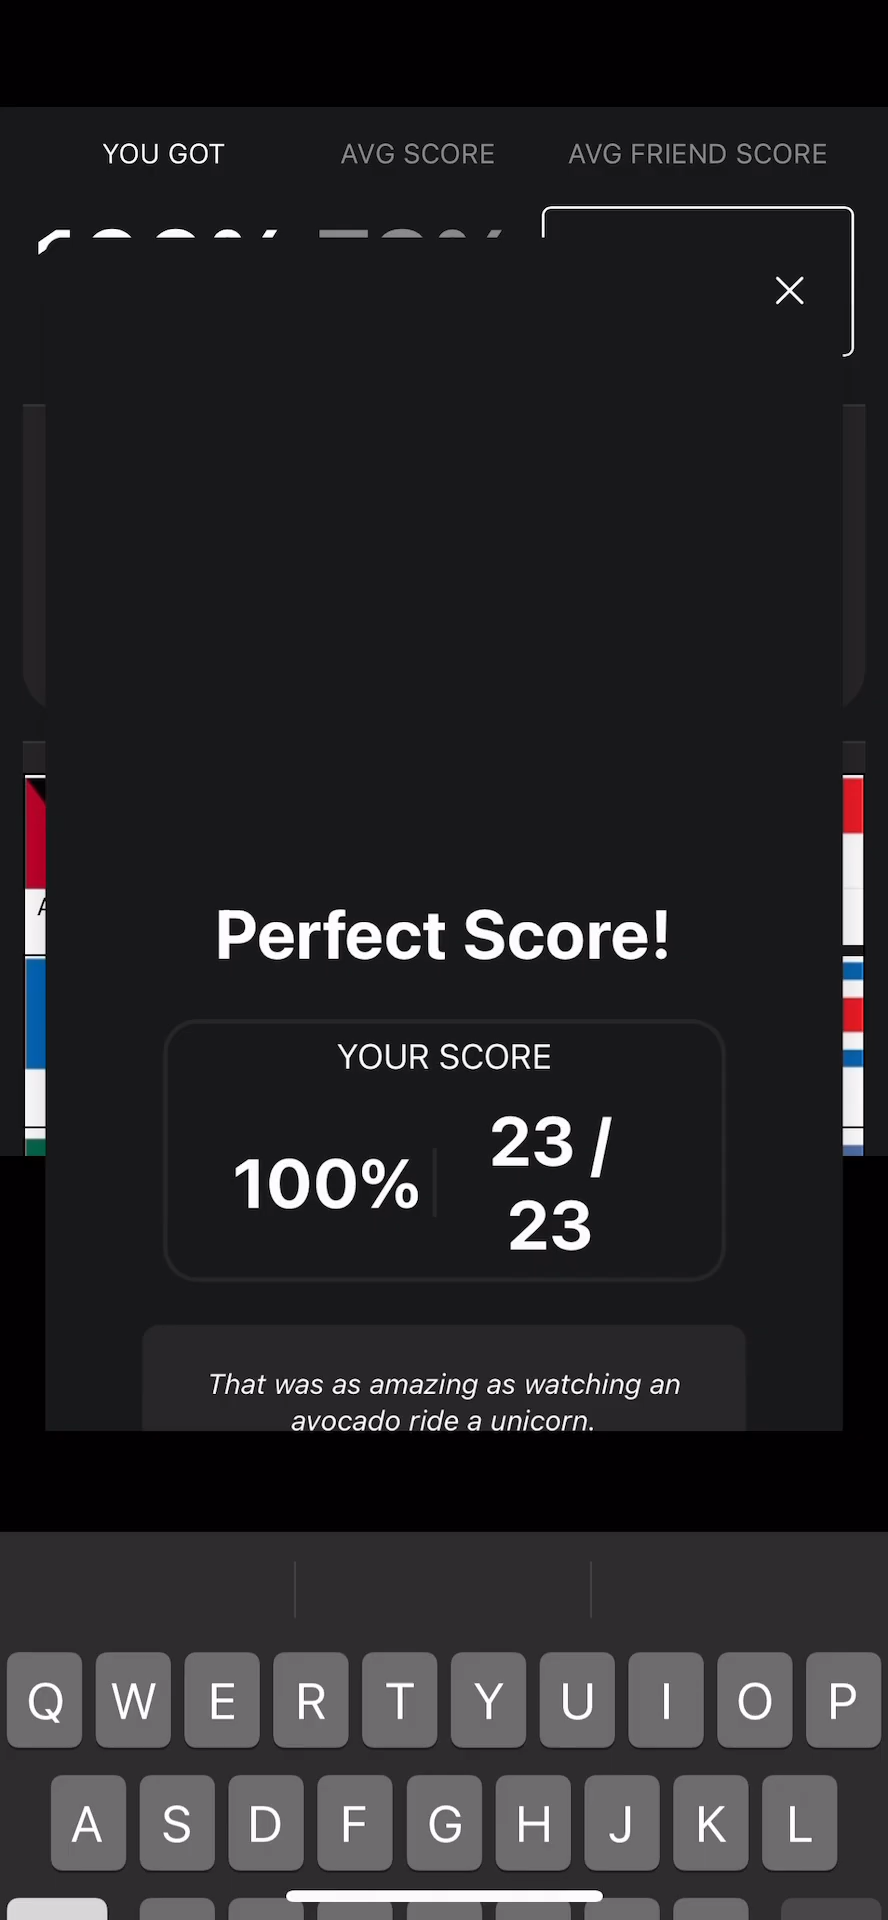 YOU GOT AVG SCORE AVG FRIEND SCORE
Perfect Score!
YOUR SCORE
100% 23 /
23
That was as amazing as watching an
avocado ride a unicorn.
Q W E R T Y U I O P
A S D F G H J K L